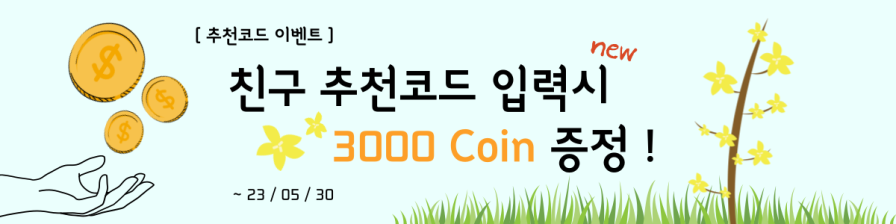 [ 추천코드 이벤트 ]
new
친구 추천코드 입력시
3000 Coin 증정 !
~ 23 / 05 / 30